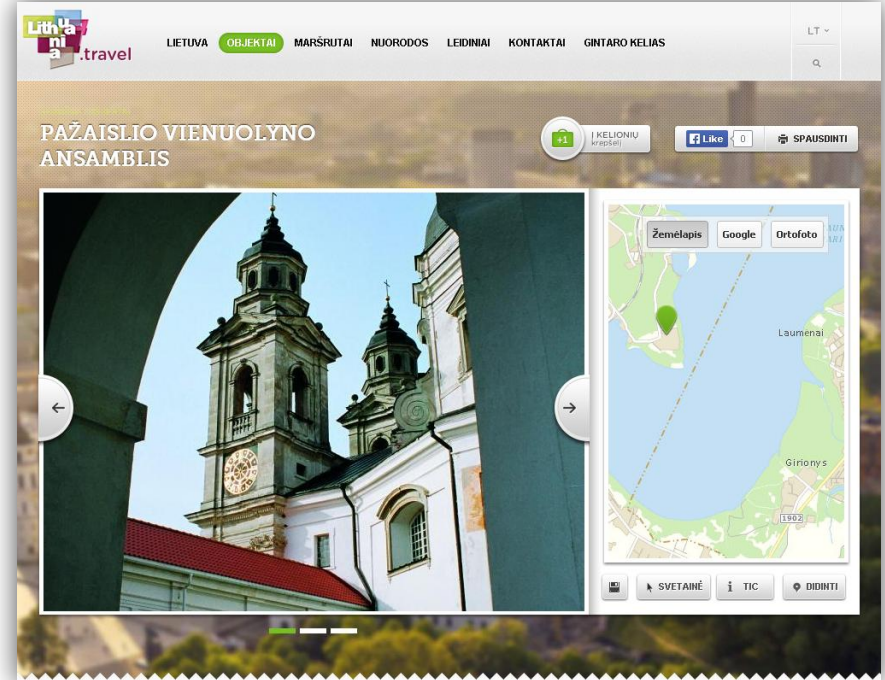 Lithuania
.travel
LIETUVA OBJEKTAI MARŠRUTAI NUORODOS LEIDINIAI KONTAKTAI GINTARO KELIAS
LT
PAŽAISLIO VIENUOLYNO
ANSAMBLIS
+1
Į KELIONIŲ
krepšelį
Like 0
SPAUSDINTI
Žemėlapis Google Ortofoto
Laumenai
Girionys
1902
SVETAINĖ
TIC
DIDINTI